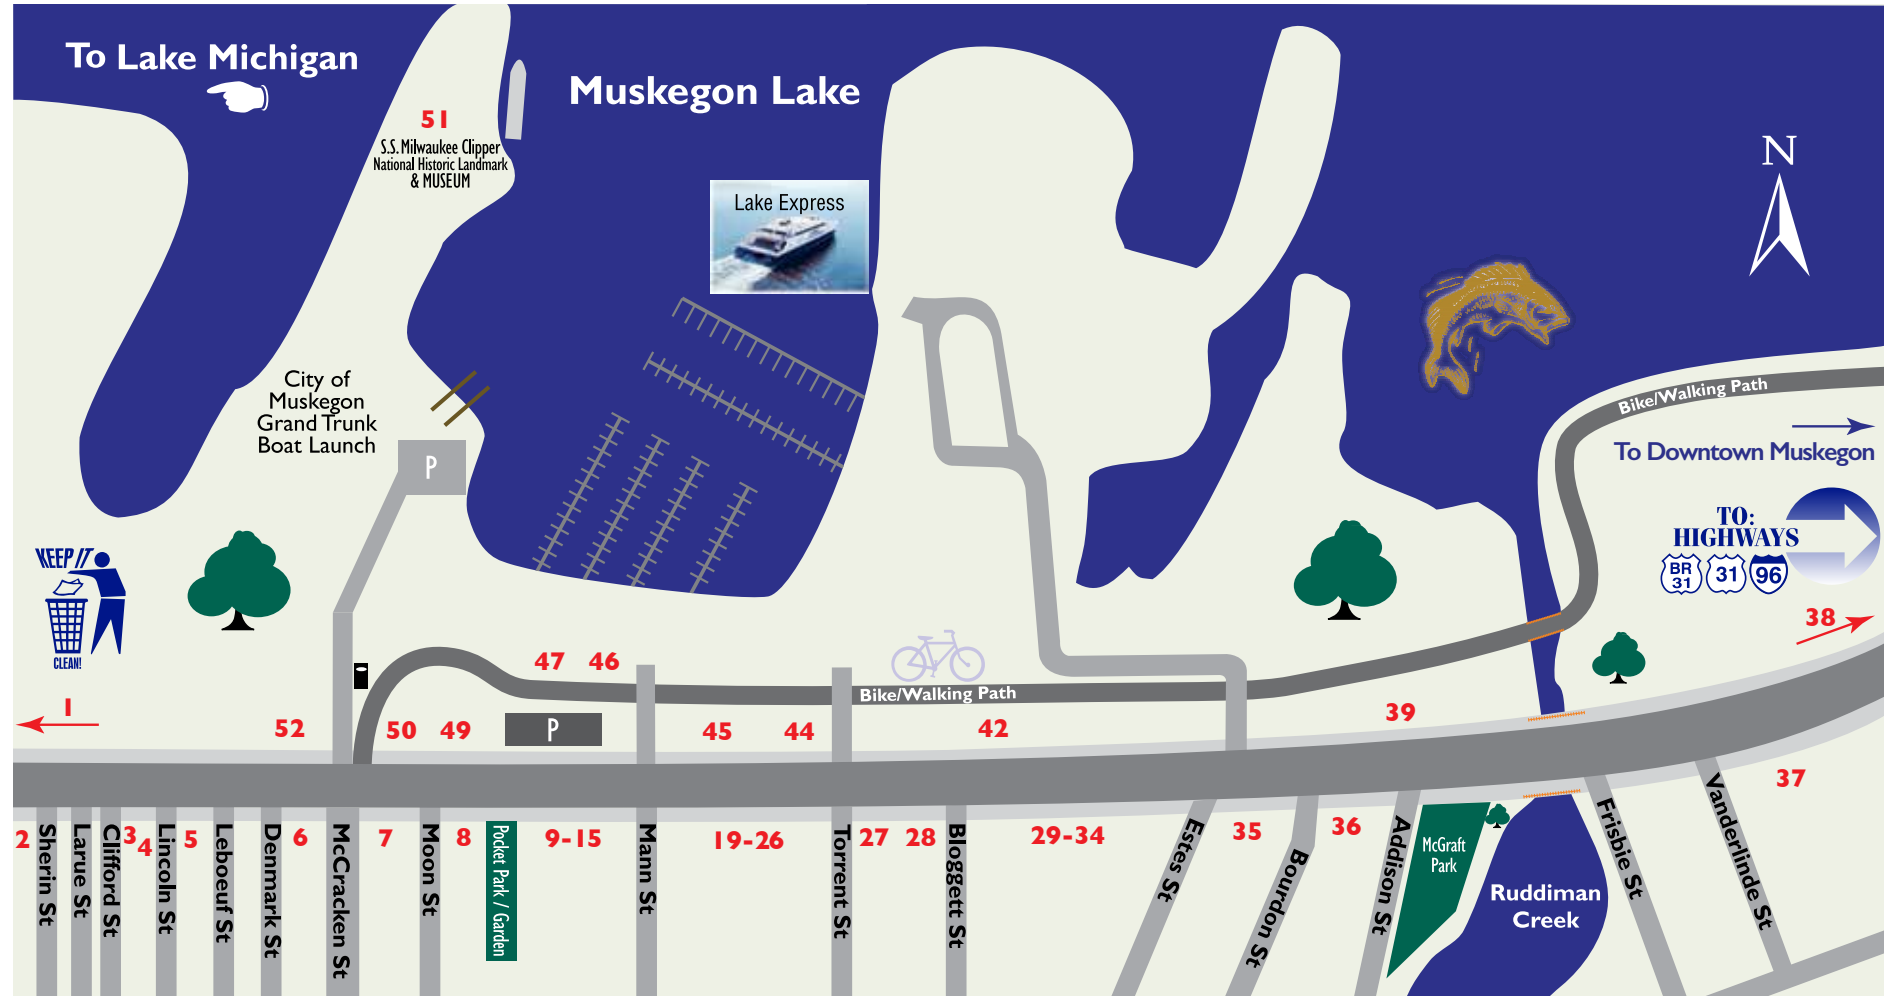 To Lake Michigan
Muskegon Lake
51
S.S. Milwaukee Clipper
National Historic Landmark
& MUSEUM
N
Lake Express
City of
Muskegon
Grand Trunk
Boat Launch
P
Bike/Walking Path
To Downtown Muskegon
TO:
HIGHWAYS
BR
31
31
96
KEEP IT
CLEAN!
38
47
46
1
52
50
49
P
45
44
Bike/Walking Path
42
39
37
2
Sherin St
Larue St
Clifford St
3
4
Lincoln St
5
Leboeuf St
Denmark St
6
McCracken St
7
Moon St
8
Pocket Park / Garden
9-15
Mann St
19-26
Torrent St
27
28
Bloggett St
29-34
Estes St
35
Bourdon St
36
Addison St
McGraft
Park
Ruddiman
Creek
Frisbie St
Vanderlinde St